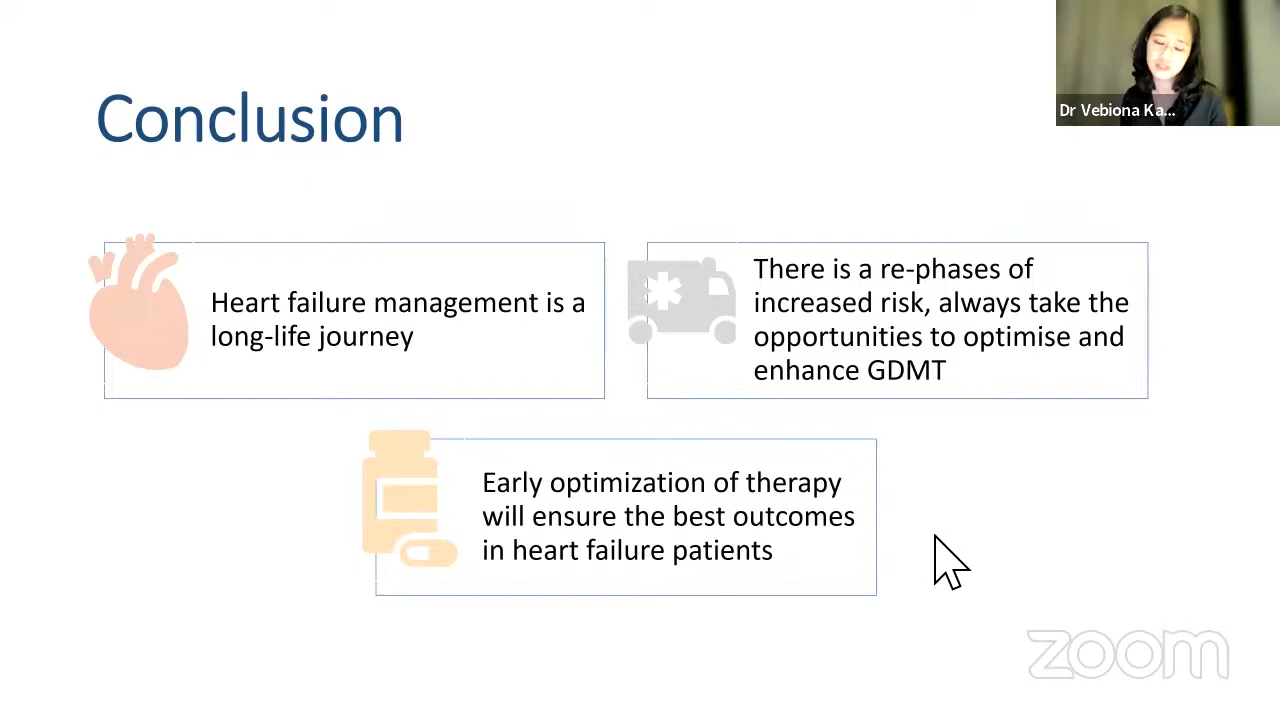 Conclusion
Dr Vebiona Ka...
Heart failure management is a
long-life journey
There is a re-phases of
increased risk, always take the
opportunities to optimise and
enhance GDMT
Early optimization of therapy
will ensure the best outcomes
in heart failure patients
zoom